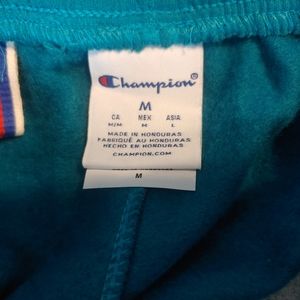 Champion®
M
CA MEX ASIA
M/M M L
MADE IN HONDURAS
FABRIQUÉ AU HONDURAS
HECHO EN HONDURAS
CHAMPION.COM
M